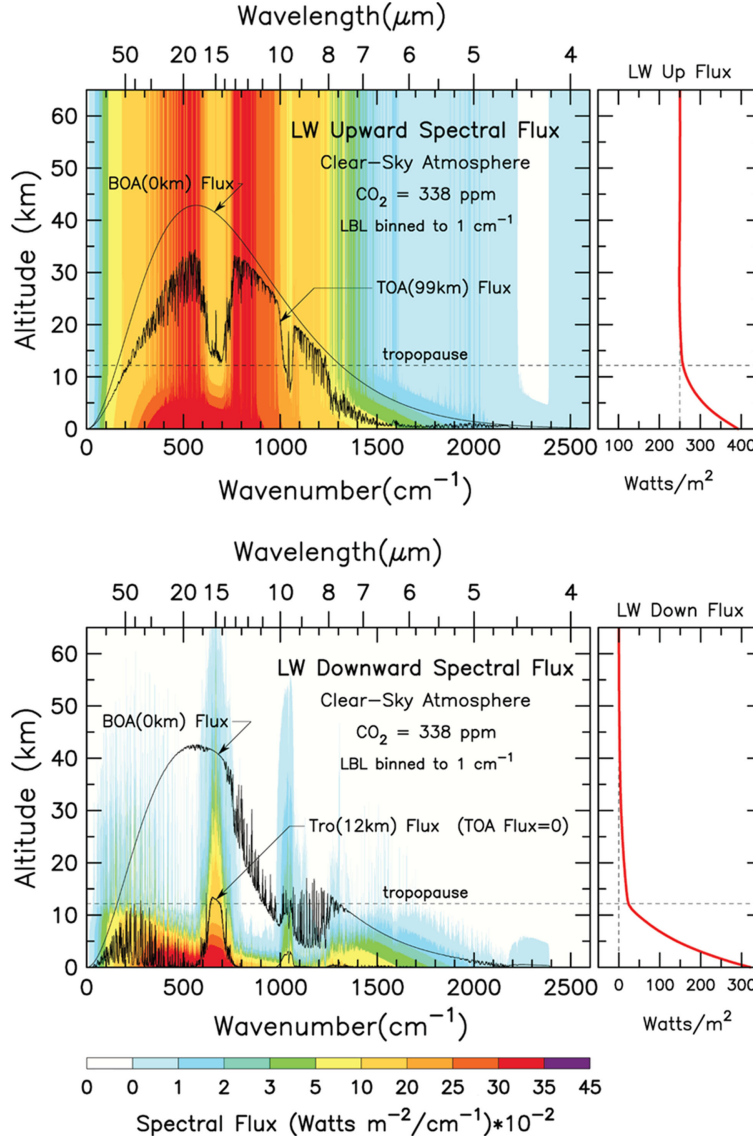 Wavelength(μm)
50 20 15 10 9 8 7 6 5 4
LW Up Flux
60
50
40
30
20
10
0
Altitude (km)
LW Upward Spectral Flux
Clear-Sky Atmosphere
CO₂ = 338 ppm
LBL binned to 1 cm⁻¹
BOA(0km) Flux
TOA(99km) Flux
tropopause
0 500 1000 1500 2000 2500
100 200 300 400
Wavenumber(cm⁻¹)
Watts/m²
Wavelength(μm)
50 20 15 10 9 8 7 6 5 4
LW Down Flux
60
50
40
30
20
10
0
Altitude (km)
LW Downward Spectral Flux
Clear-Sky Atmosphere
CO₂ = 338 ppm
LBL binned to 1 cm⁻¹
BOA(0km) Flux
Tro(12km) Flux (TOA Flux=0)
tropopause
0 500 1000 1500 2000 2500
0 100 200 300
Wavenumber(cm⁻¹)
Watts/m²
0 0 1 2 3 5 10 20 25 30 35 45
Spectral Flux (Watts m⁻²/cm⁻¹)*10⁻²